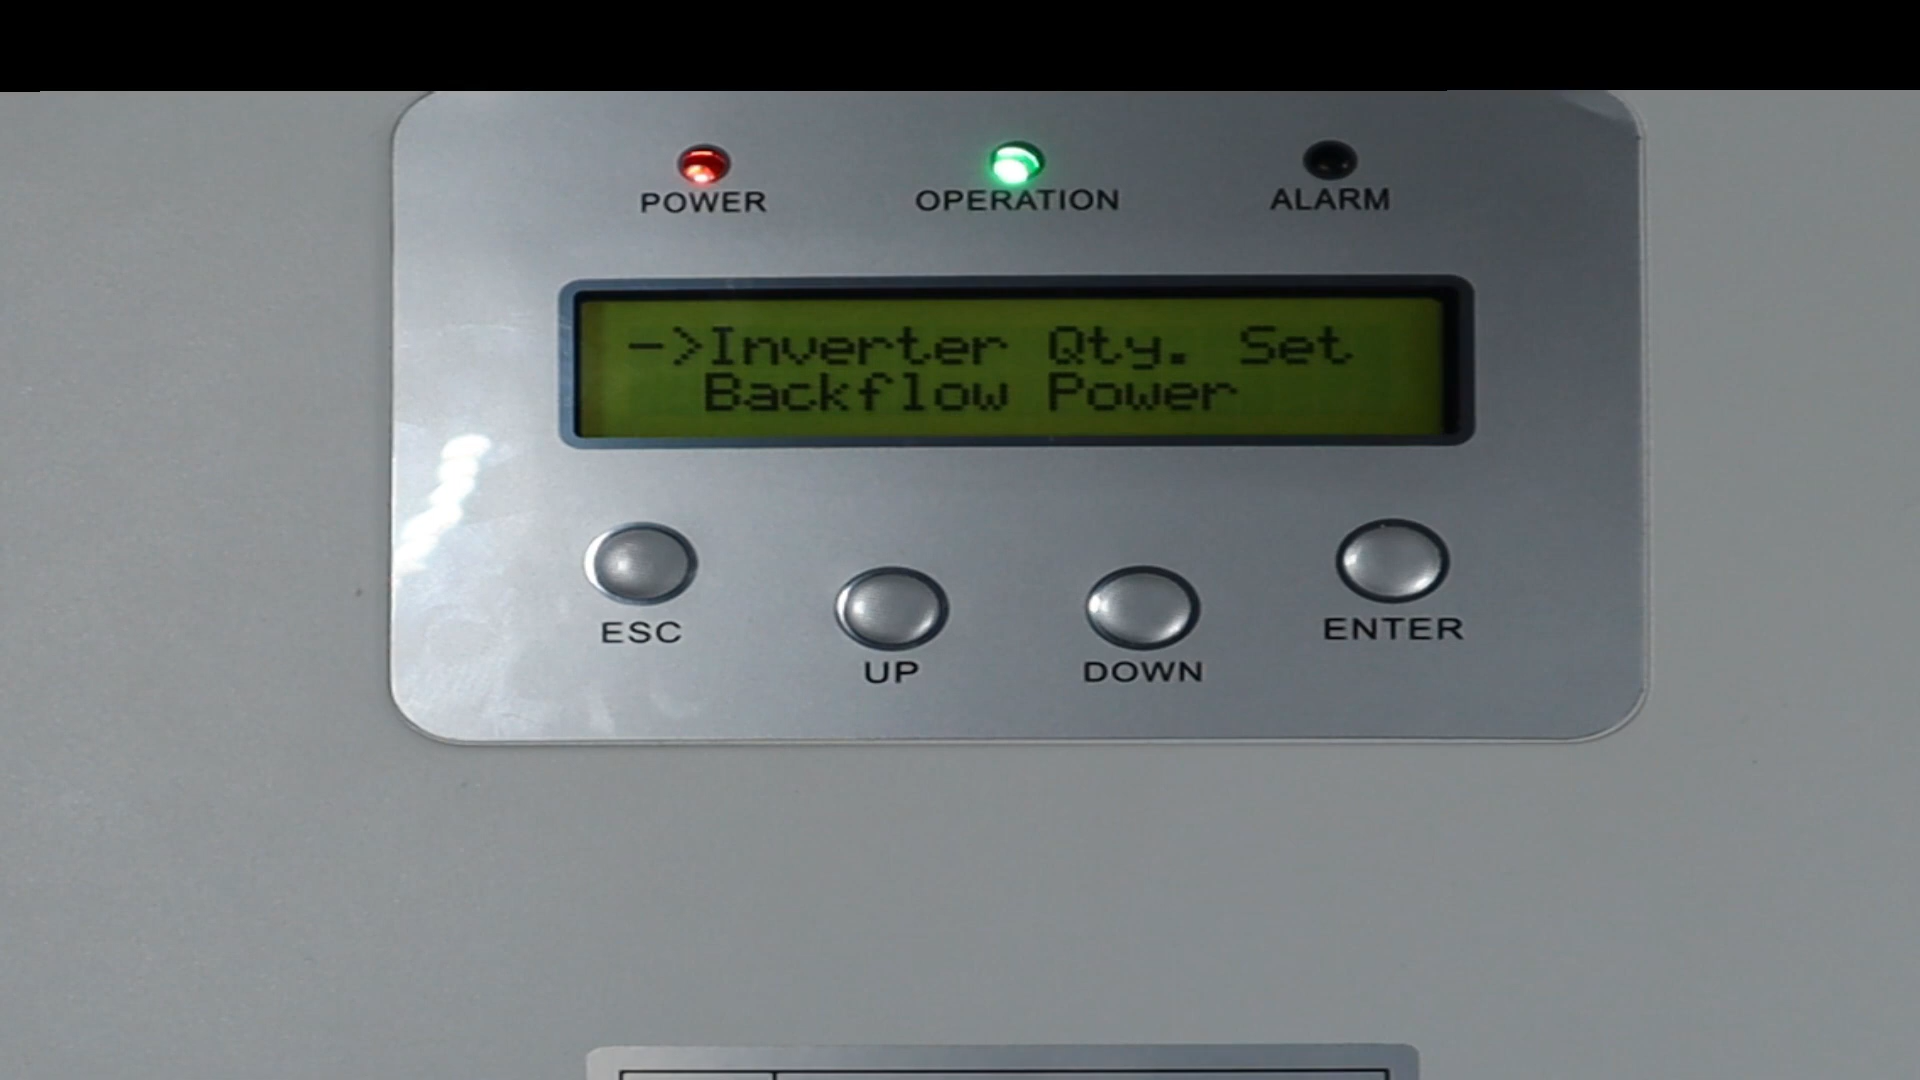 POWER OPERATION ALARM
->Inverter Qty. Set
Backflow Power
ESC UP DOWN ENTER